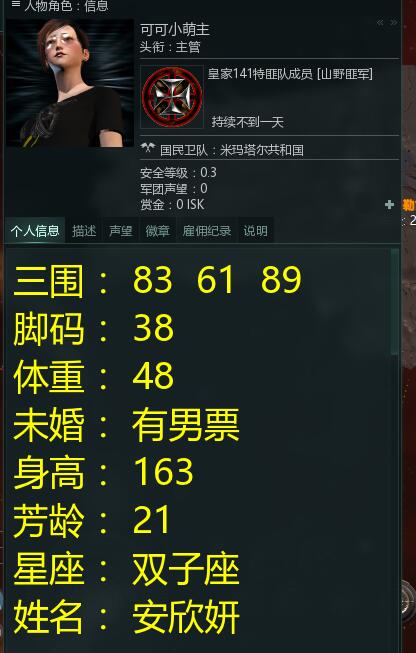 人物角色：信息
可可小萌主
头衔：主管
皇家141特匪队成员 [山野匪军]
持续不到一天
国民卫队：米玛塔尔共和国
安全等级：0.3
军团声望：0
赏金：0 ISK
个人信息 描述 声望 徽章 雇佣纪录 说明
三围： 83 61 89
脚码： 38
体重： 48
未婚： 有男票
身高： 163
芳龄： 21
星座： 双子座
姓名： 安欣妍